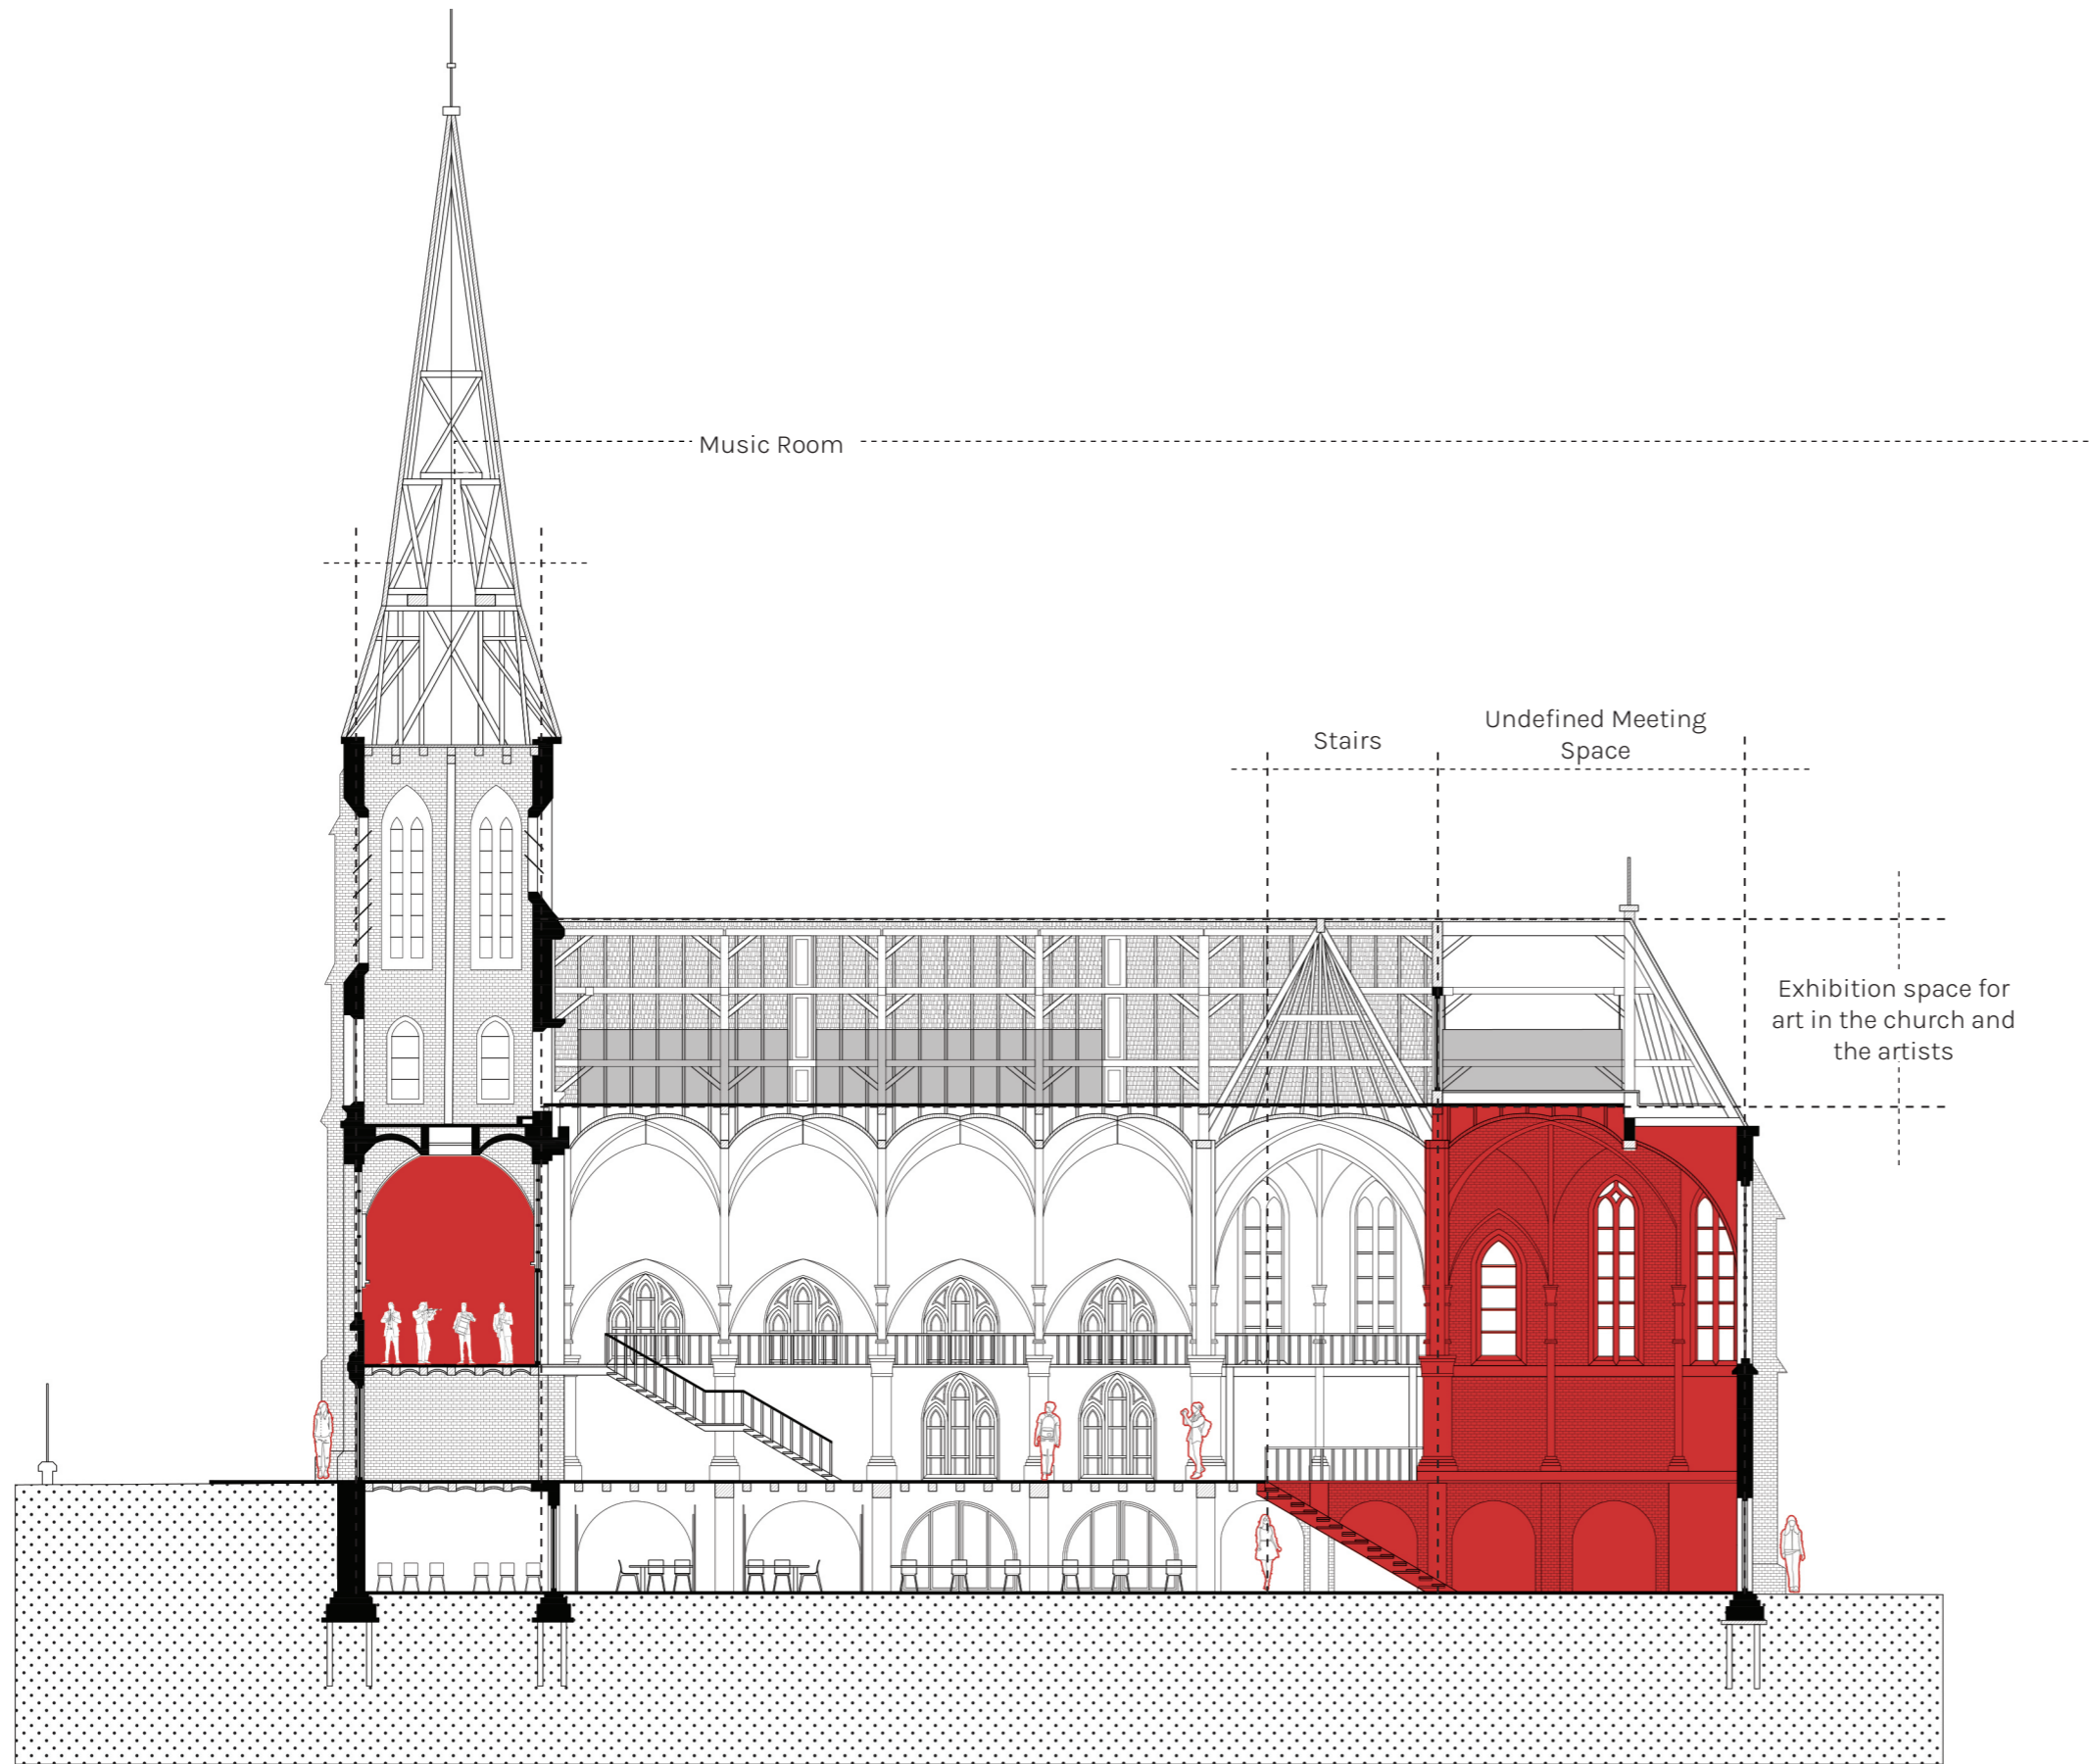 Music Room
Stairs
Undefined Meeting
Space
Exhibition space for
art in the church and
the artists